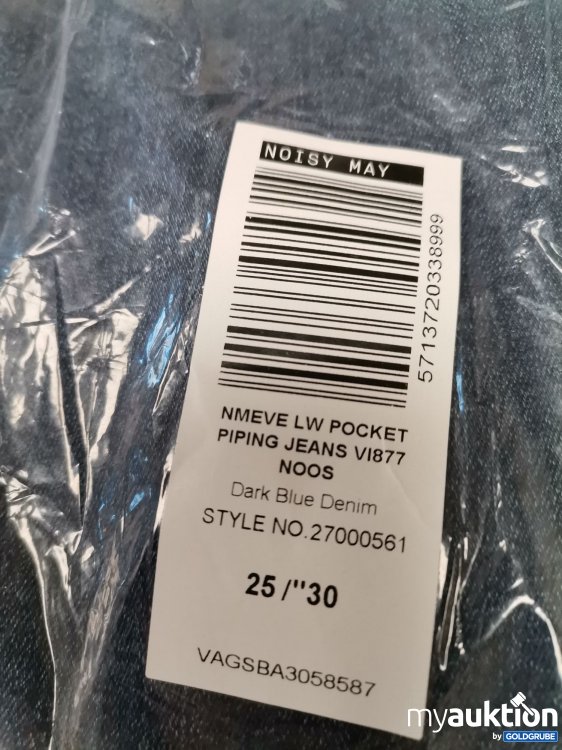 NOISY MAY
5713720338999
NMEVE LW POCKET
PIPING JEANS VI877
NOOS
Dark Blue Denim
STYLE NO.27000561
25 /"30
VAGSBA3058587
myauktion
by GOLDGRUBE